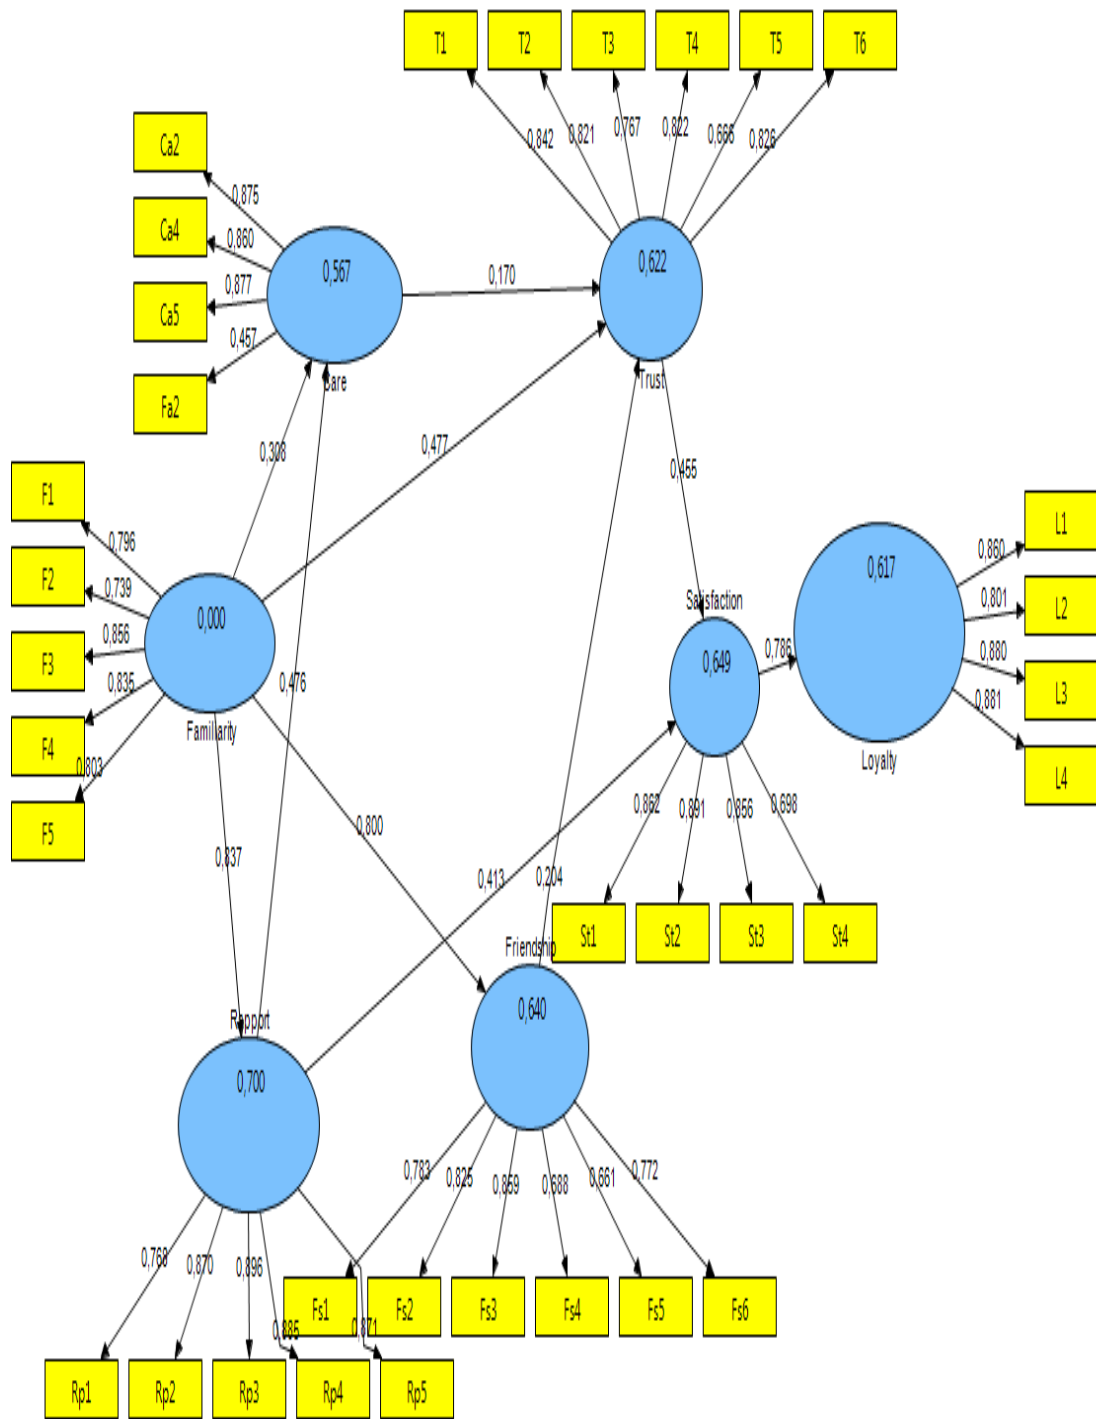 T1
T2
T3
T4
T5
T6
0,842
0,821
0,767
0,822
0,666
0,826
Ca2
Ca4
Ca5
Fa2
0,875
0,860
0,877
0,457
0,567
Care
0,170
0,622
Trust
0,308
0,477
0,455
F1
F2
F3
F4
F5
0,796
0,739
0,856
0,835
0,803
0,000
Familiarity
0,476
0,837
0,800
Satisfaction
0,649
0,786
0,617
Loyalty
L1
L2
L3
L4
0,860
0,801
0,880
0,881
0,862
0,891
0,856
0,698
St1
St2
St3
St4
0,413
0,204
Friendship
0,640
Rapport
0,700
0,783
0,825
0,859
0,688
0,661
0,772
Fs1
Fs2
Fs3
Fs4
Fs5
Fs6
0,768
0,870
0,896
0,885
0,871
Rp1
Rp2
Rp3
Rp4
Rp5